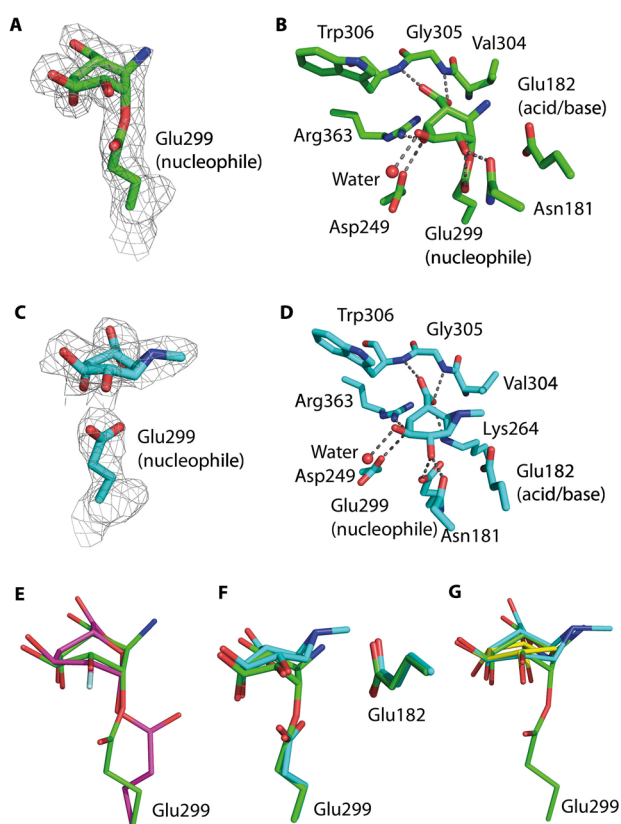 A
Glu299
(nucleophile)
B
Trp306
Gly305
Val304
Glu182
(acid/base)
Arg363
Water
Asp249
Glu299
(nucleophile)
Asn181
C
Glu299
(nucleophile)
D
Trp306
Gly305
Val304
Arg363
Lys264
Water
Asp249
Glu182
(acid/base)
Glu299
(nucleophile)
Asn181
E
Glu299
F
Glu182
Glu299
G
Glu299